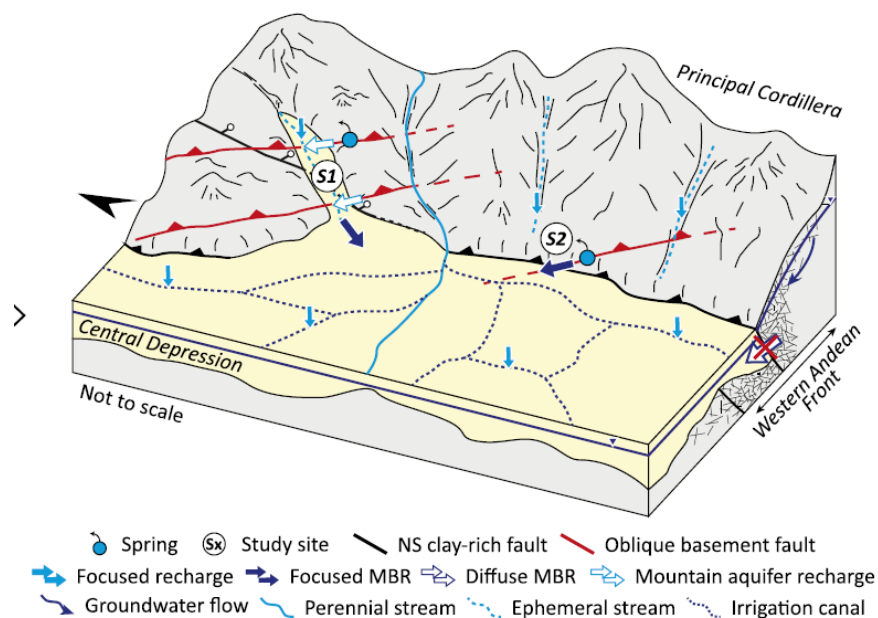 Principal Cordillera
S1
S2
Central Depression
Not to scale
Western Andean
Front
Spring
Sx
Study site
NS clay-rich fault
Oblique basement fault
Focused recharge
Focused MBR
Diffuse MBR
Mountain aquifer recharge
Groundwater flow
Perennial stream
Ephemeral stream
Irrigation canal